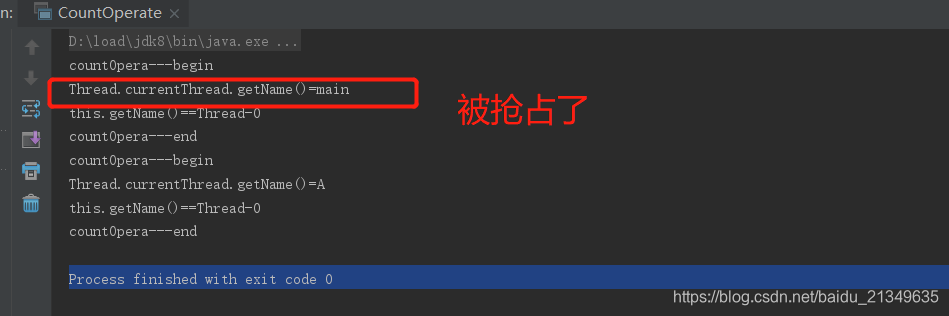 n:
CountOperate ×
D:\load\jdk8\bin\java.exe ...
countOpera---begin
Thread.currentThread.getName()=main
被抢占了
this.getName()==Thread-0
countOpera---end
countOpera---begin
Thread.currentThread.getName()=A
this.getName()==Thread-0
countOpera---end
Process finished with exit code 0
https://blog.csdn.net/baidu_21349635